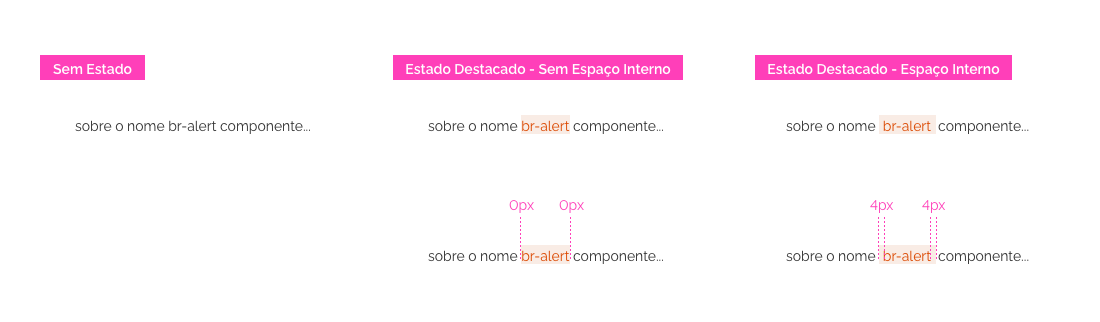 Sem Estado
Estado Destacado - Sem Espaço Interno
Estado Destacado - Espaço Interno
sobre o nome br-alert componente...
sobre o nome br-alert componente...
sobre o nome br-alert componente...
0px 0px
4px 4px
sobre o nome br-alert componente...
sobre o nome br-alert componente...